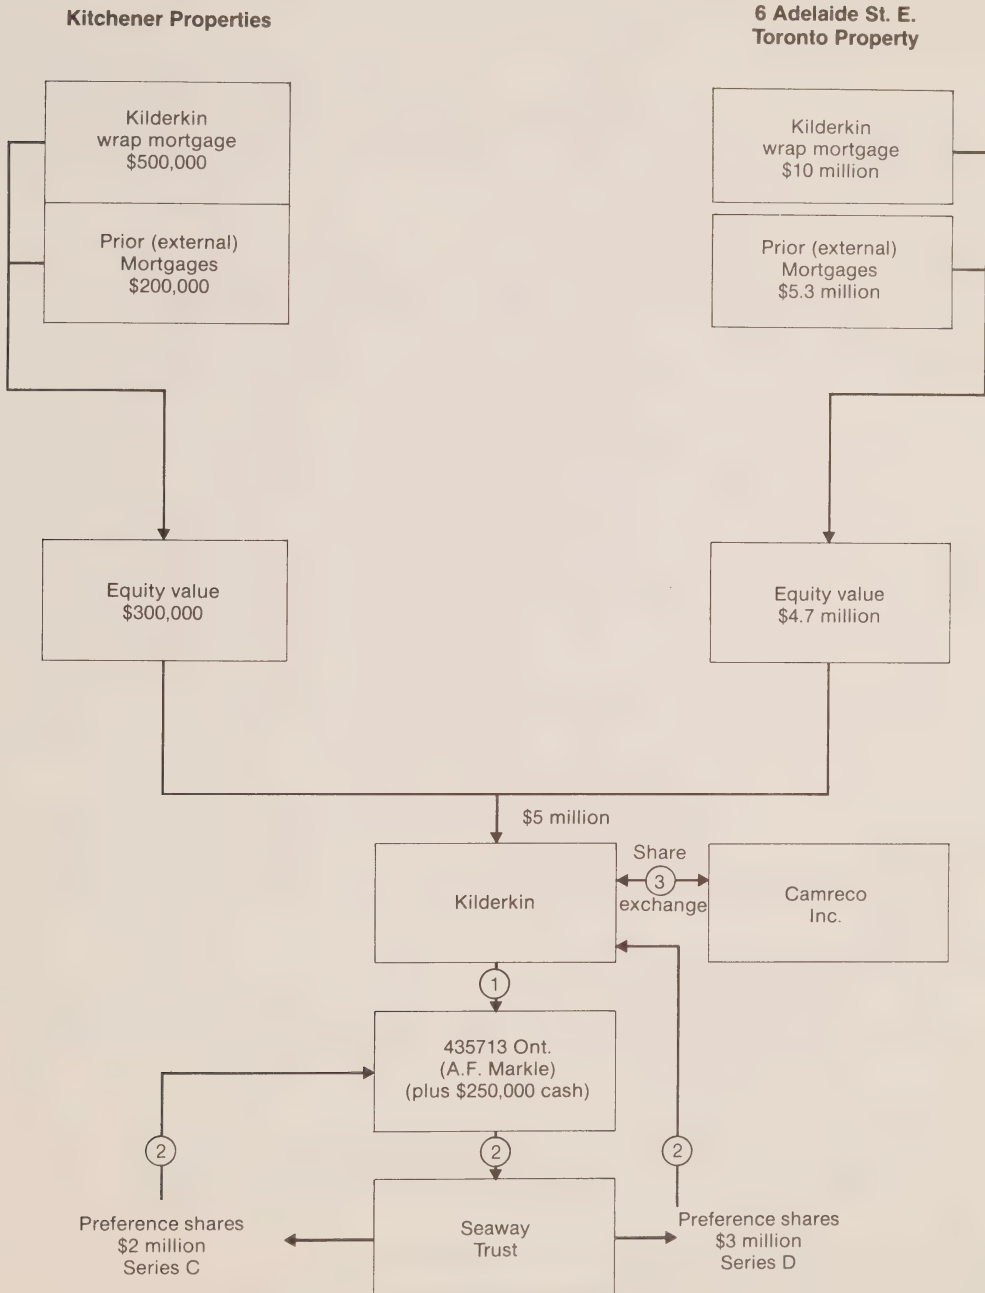 Kitchener Properties
6 Adelaide St. E.
Toronto Property
Kilderkin
wrap mortgage
$500,000
Prior (external)
Mortgages
$200,000
Kilderkin
wrap mortgage
$10 million
Prior (external)
Mortgages
$5.3 million
Equity value
$300,000
Equity value
$4.7 million
$5 million
Kilderkin
Share
3
exchange
Camreco
Inc.
1
435713 Ont.
(A.F. Markle)
(plus $250,000 cash)
2
2
2
Preference shares
$2 million
Series C
Seaway
Trust
Preference shares
$3 million
Series D